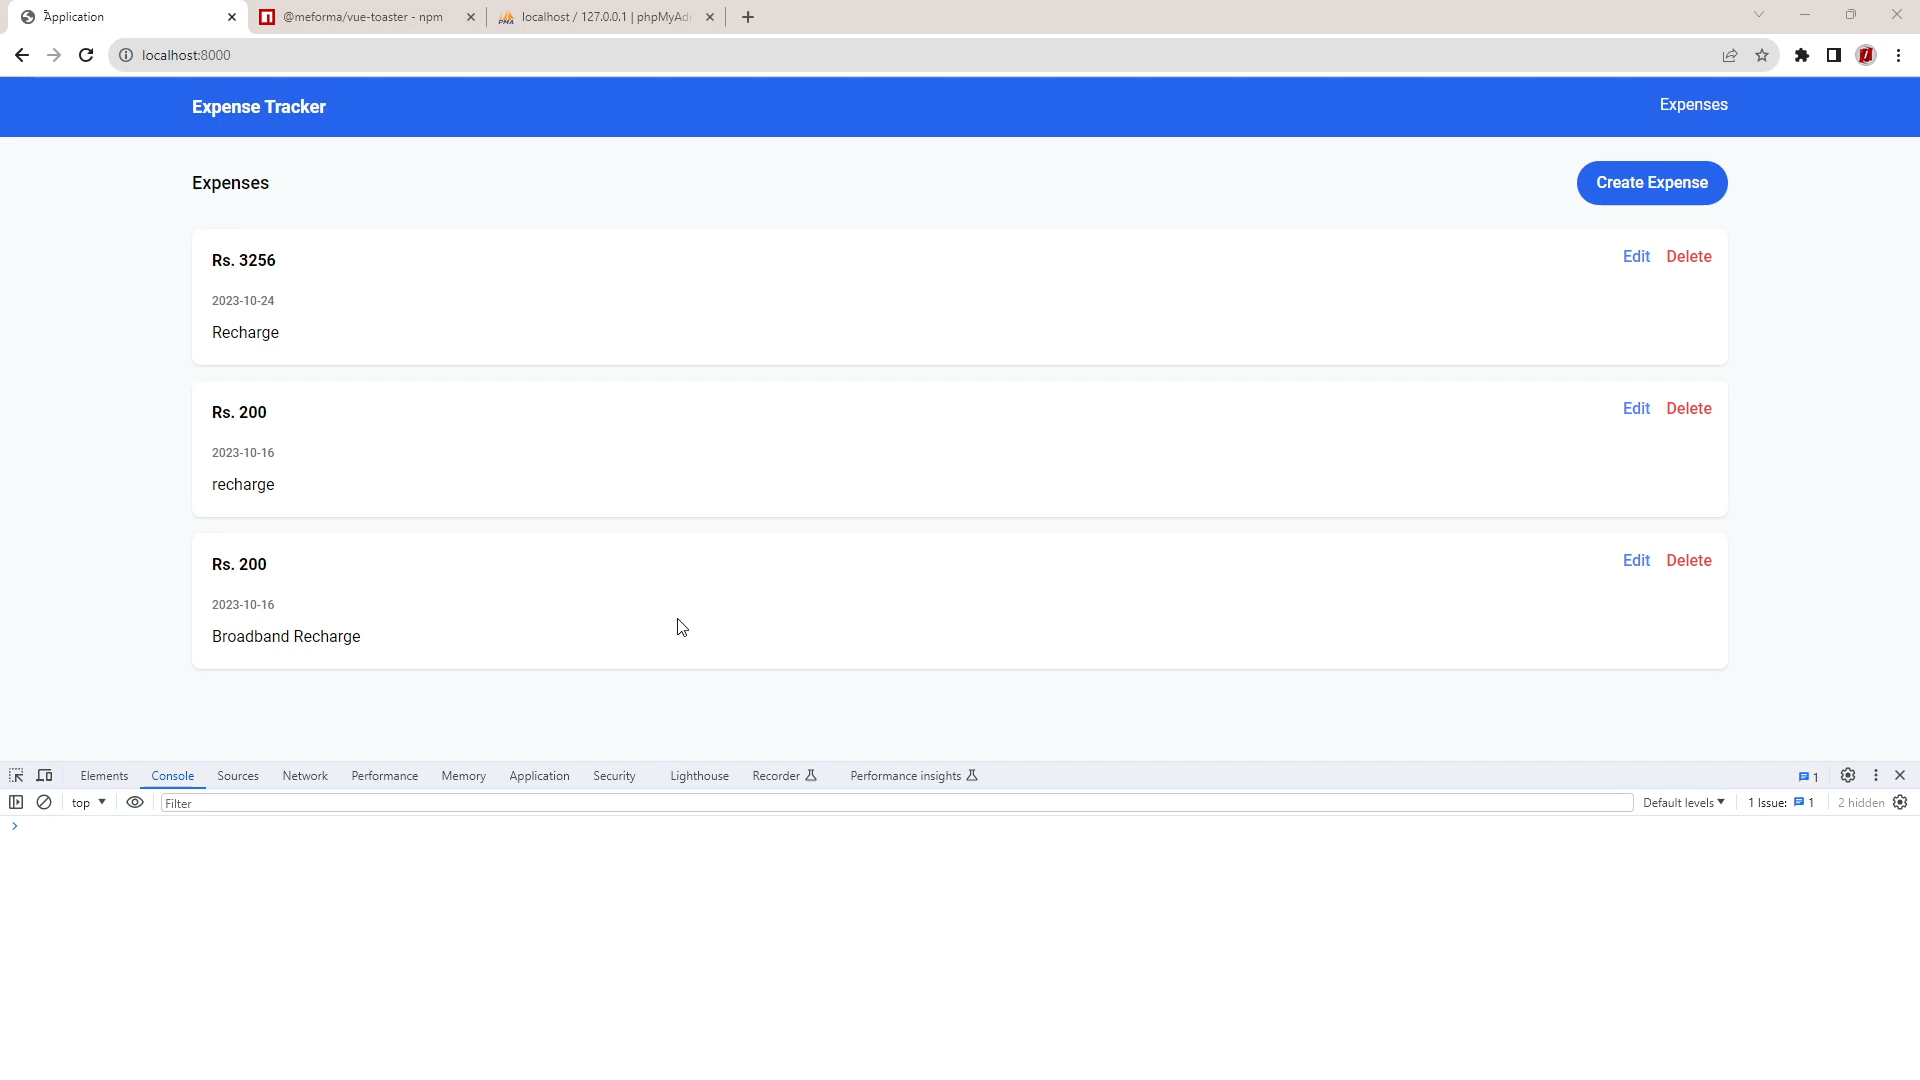 Application
@meforma/vue-toaster - npm
localhost / 127.0.0.1 | phpMyAd
localhost:8000
Expense Tracker
Expenses
Expenses
Create Expense
Rs. 3256
Edit Delete
2023-10-24
Recharge
Rs. 200
Edit Delete
2023-10-16
recharge
Rs. 200
Edit Delete
2023-10-16
Broadband Recharge
Elements Console Sources Network Performance Memory Application Security Lighthouse Recorder Performance insights 1
top Filter Default levels 1 Issue: 1 2 hidden